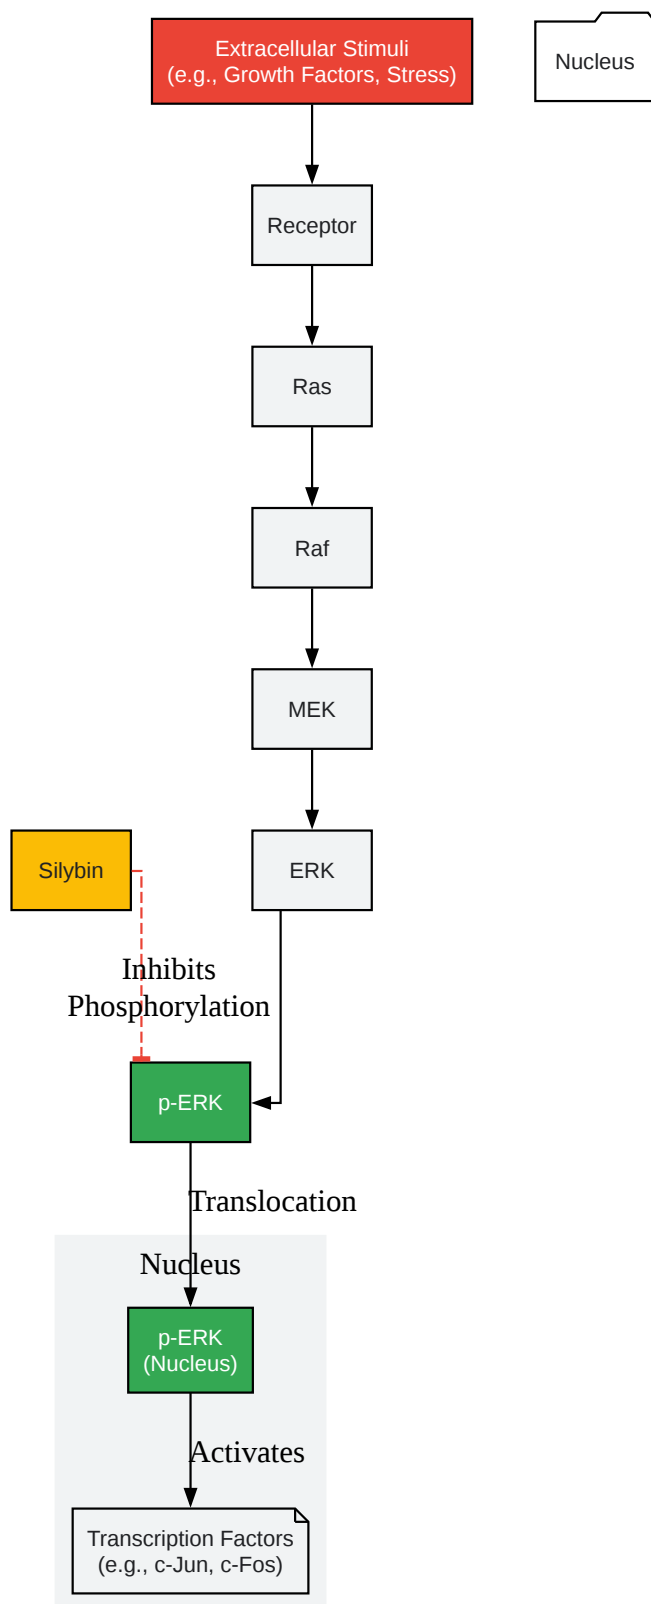 Extracellular Stimuli
(e.g., Growth Factors, Stress)
Nucleus
Receptor
Ras
Raf
MEK
Silybin
ERK
Inhibits
Phosphorylation
p-ERK
Translocation
Nucleus
p-ERK
(Nucleus)
Activates
Transcription Factors
(e.g., c-Jun, c-Fos)